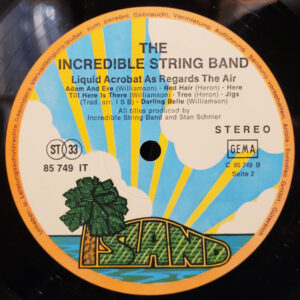 THE
INCREDIBLE STRING BAND
Liquid Acrobat As Regards The Air
Adam And Eve (Williamson) - Red Hair (Heron) - Here
Till Here Is There (Williamson) - Tree (Heron) - Jigs
(Trad. arr. I S B) - Darling Belle (Williamson)
All titles produced by
Incredible String Band and Stan Schnier
STEREO
ST 33
GEMA
85 749 IT
C 85 749 B
Seite 2
ISLAND